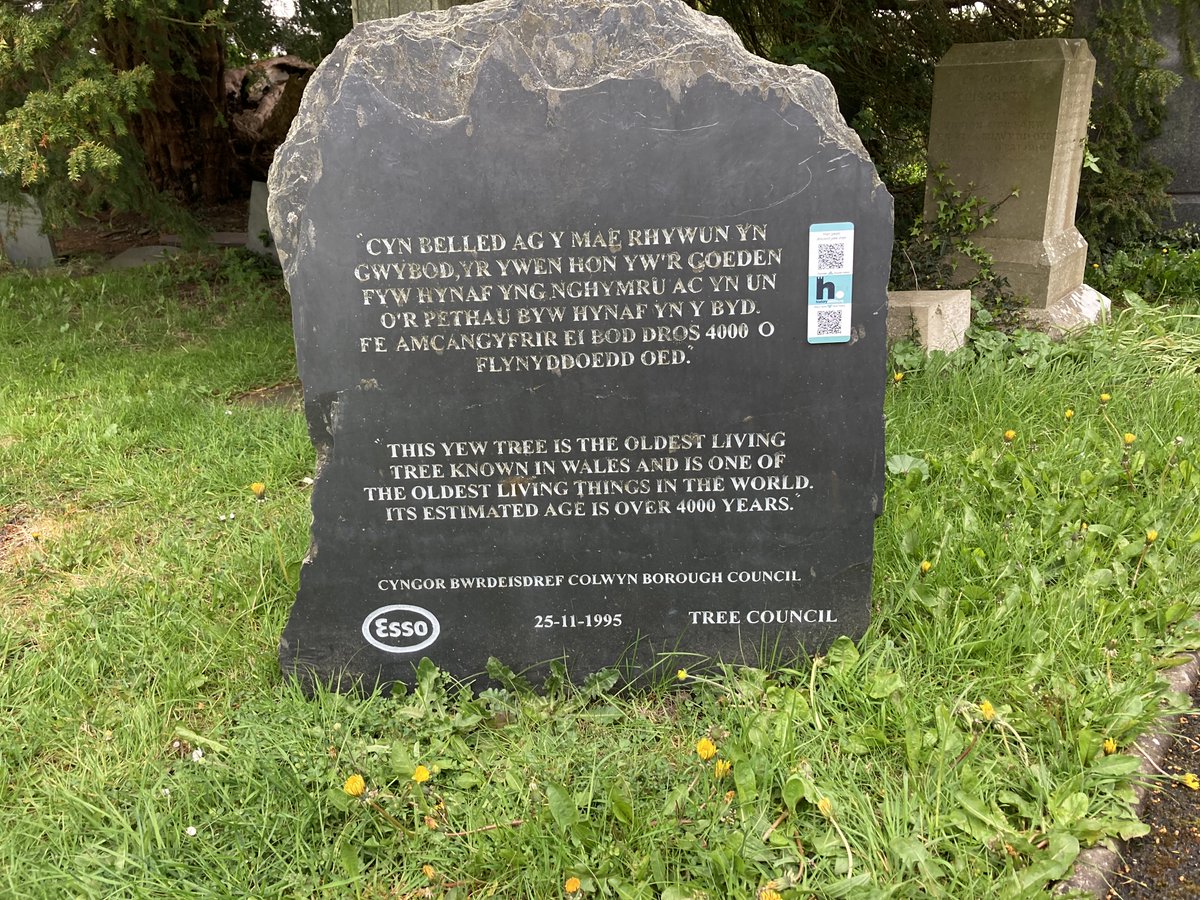 "CYN BELLED AG Y MAE RHYWUN YN
GWYBOD, YR YWEN HON YW'R GOEDEN
FYW HYNAF YNG NGHYMRU AC YN UN
O'R PETHAU BYW HYNAF YN Y BYD.
FE AMCANGYFRIR EI BOD DROS 4000 O
FLYNYDDOEDD OED."
"THIS YEW TREE IS THE OLDEST LIVING
TREE KNOWN IN WALES AND IS ONE OF
THE OLDEST LIVING THINGS IN THE WORLD.
ITS ESTIMATED AGE IS OVER 4000 YEARS."
CYNGOR BWRDEISDREF COLWYN BOROUGH COUNCIL
Esso
25-11-1995
TREE COUNCIL
h